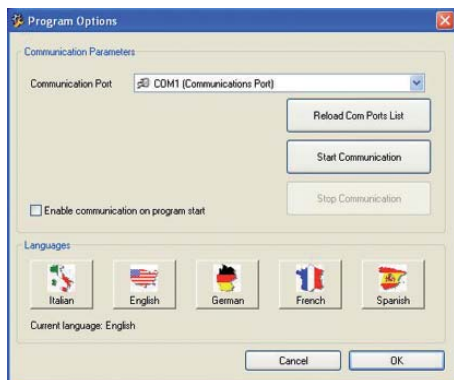 Program Options
Communication Parameters
Communication Port COM1 (Communications Port)
Reload Com Ports List
Start Communication
Stop Communication
Enable communication on program start
Languages
Italian English German French Spanish
Current language: English
Cancel OK